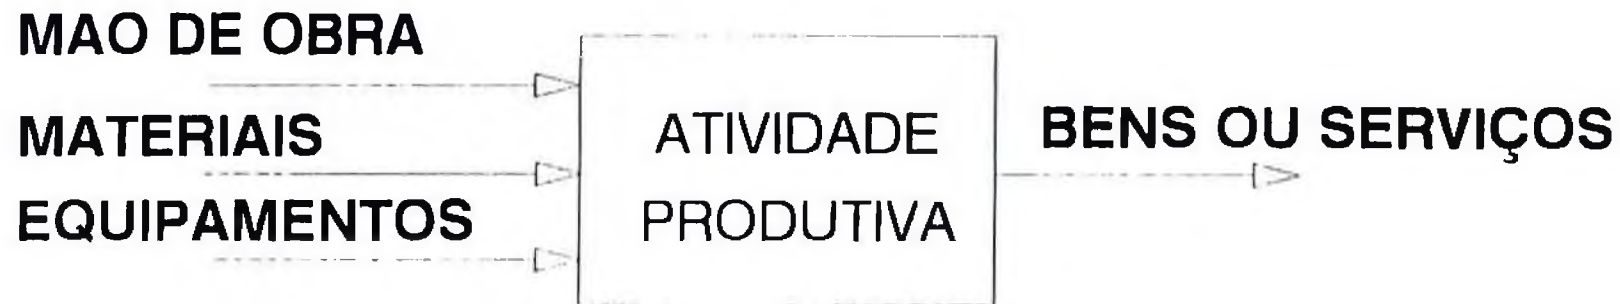 MAO DE OBRA
MATERIAIS
EQUIPAMENTOS
ATIVIDADE
PRODUTIVA
BENS OU SERVIÇOS